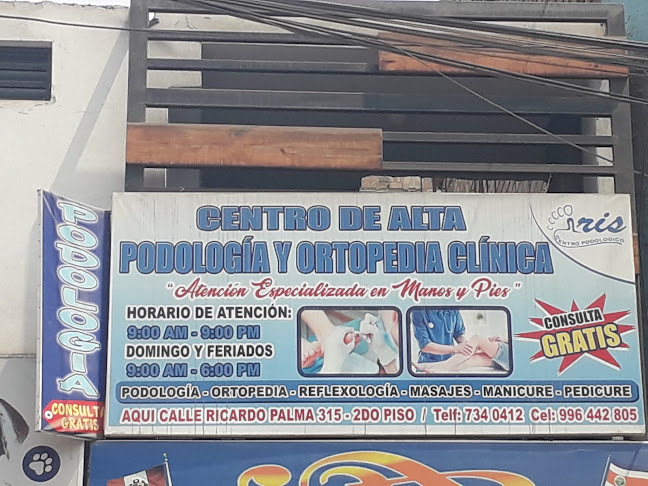 PODOLOGIA
CONSULTA
GRATIS
CENTRO DE ALTA
PODOLOGÍA Y ORTOPEDIA CLÍNICA
"Atención Especializada en Manos y Pies"
iris
CENTRO PODOLOGICO
HORARIO DE ATENCIÓN:
9:00 AM - 9:00 PM
DOMINGO Y FERIADOS
9:00 AM - 6:00 PM
CONSULTA
GRATIS
PODOLOGÍA - ORTOPEDIA - REFLEXOLOGÍA - MASAJES - MANICURE - PEDICURE
AQUI CALLE RICARDO PALMA 315 - 2DO PISO / Telf: 734 0412 Cel: 996 442 805